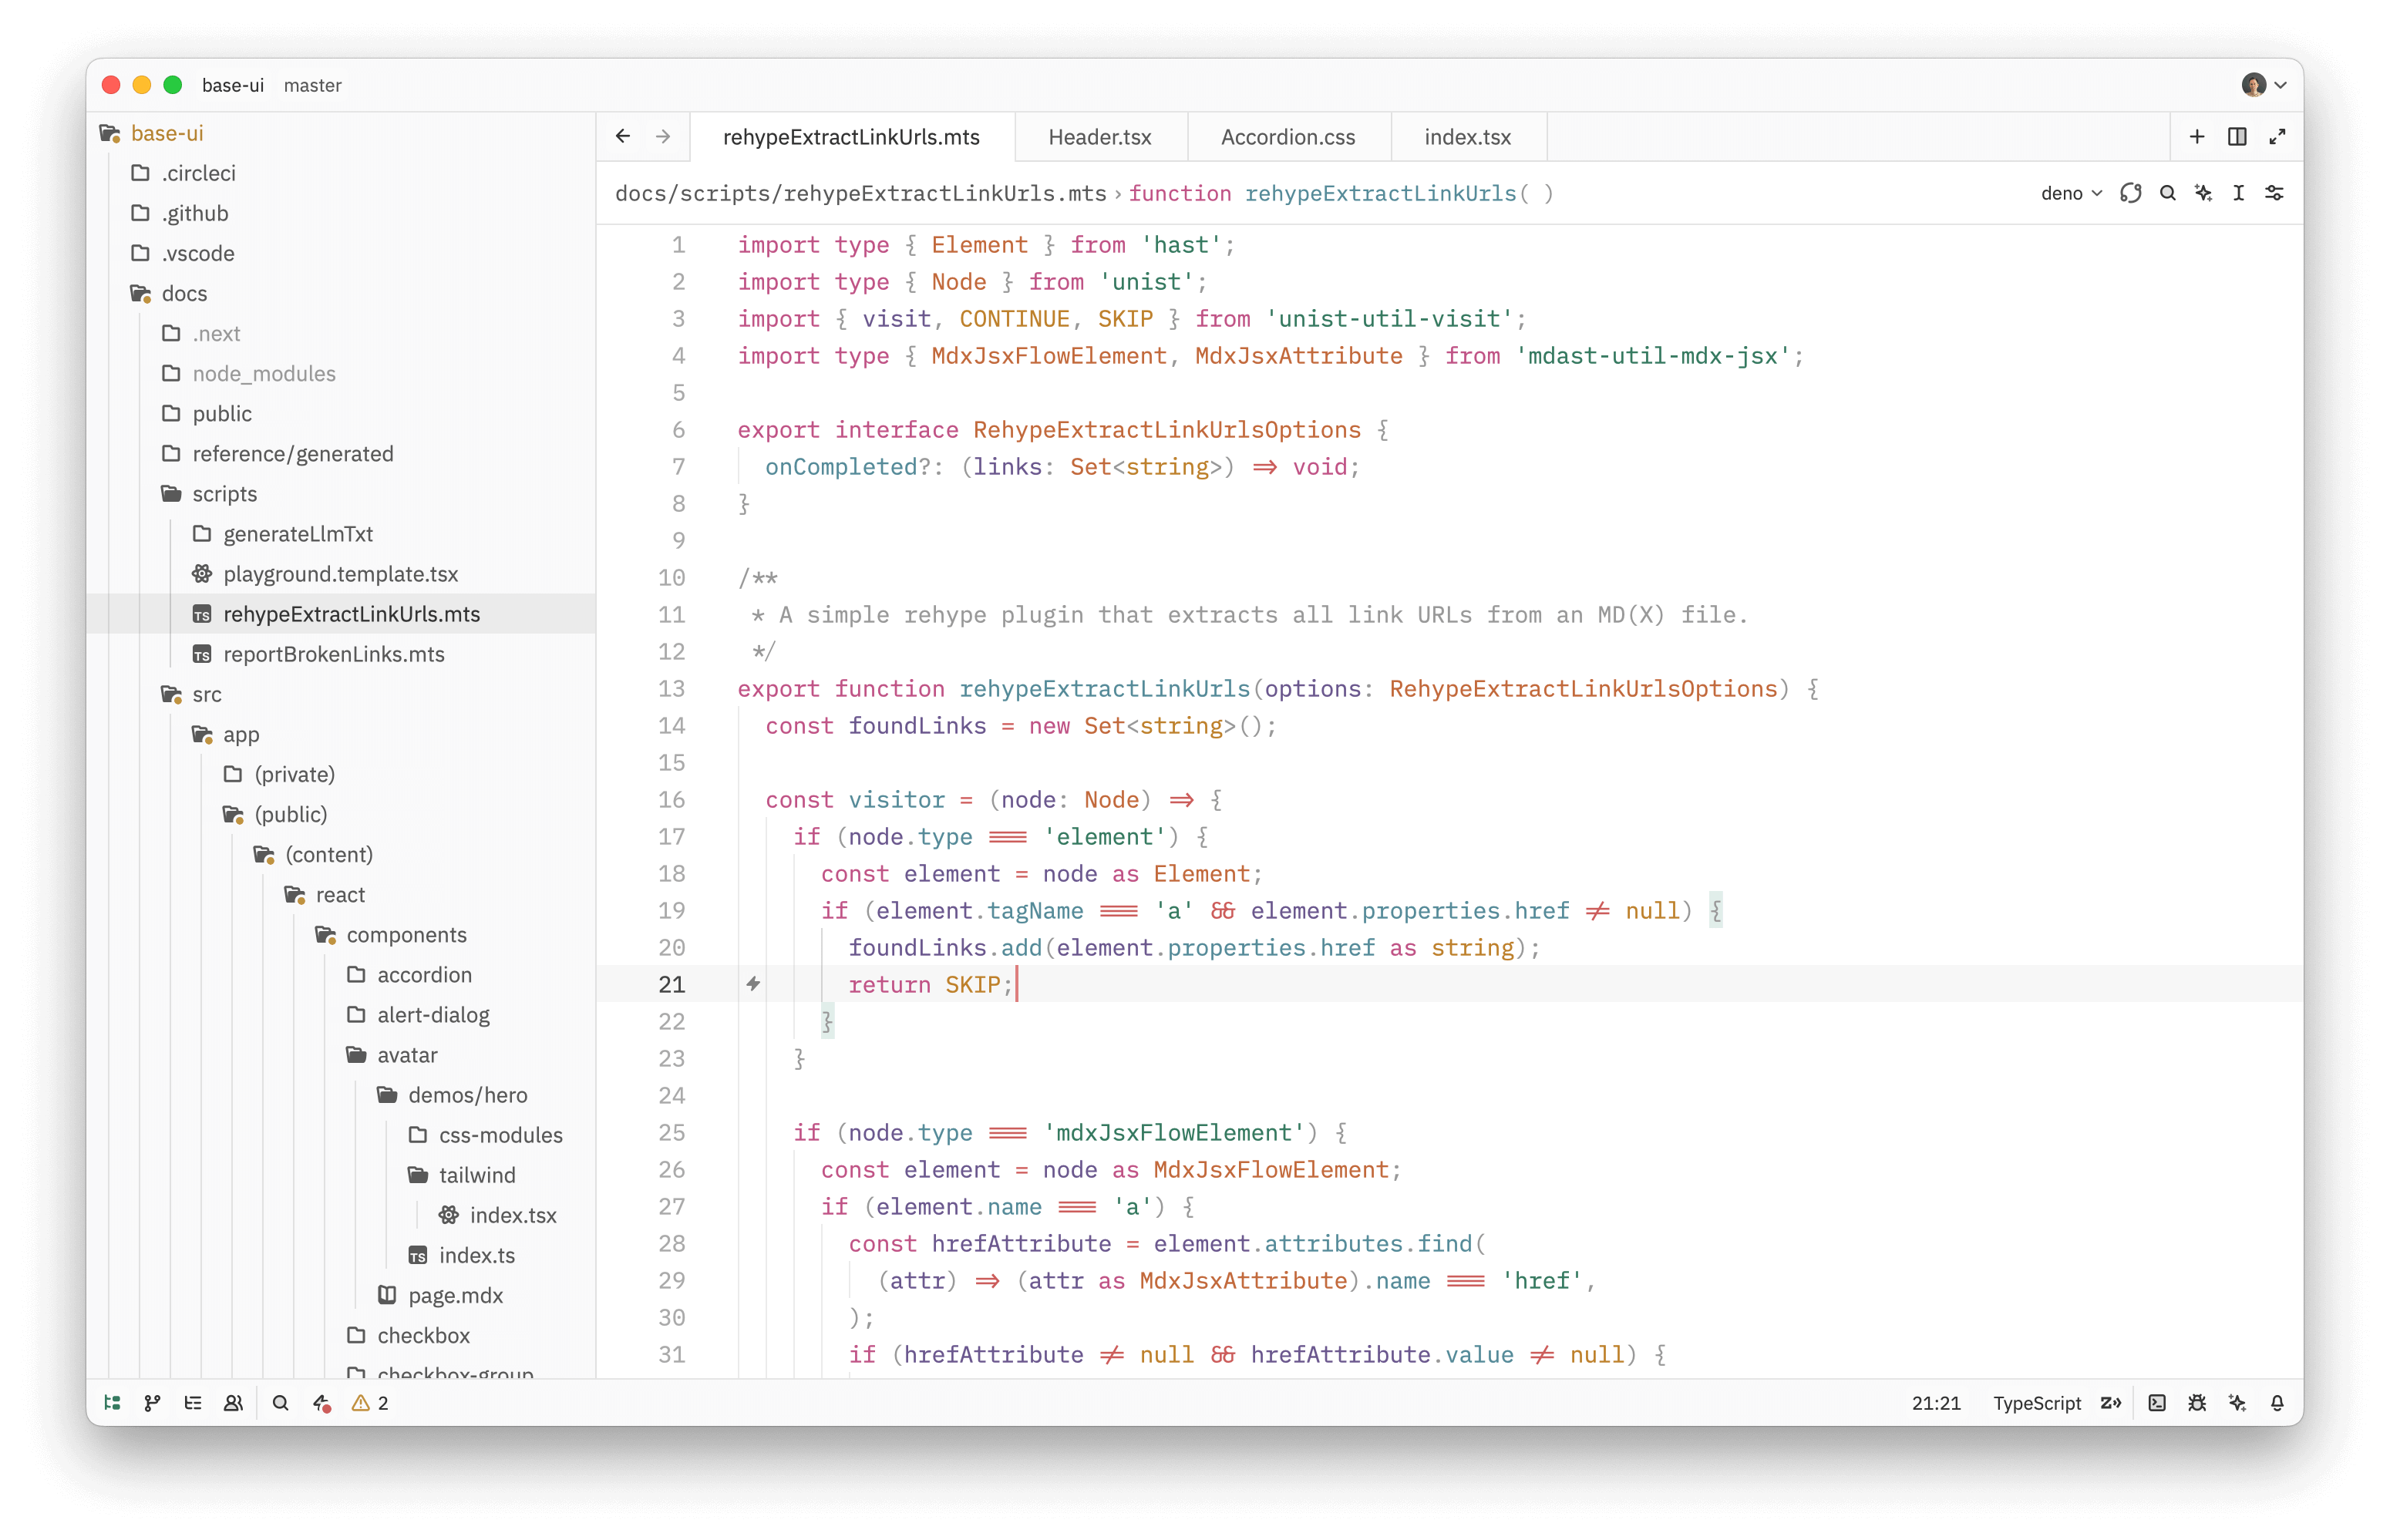 base-ui master
base-ui
.circleci
.github
.vscode
docs
.next
node_modules
public
reference/generated
scripts
generateLlmTxt
playground.template.tsx
rehypeExtractLinkUrls.mts
reportBrokenLinks.mts
src
app
(private)
(public)
(content)
react
components
accordion
alert-dialog
avatar
demos/hero
css-modules
tailwind
index.tsx
index.ts
page.mdx
checkbox
checkbox-group
rehypeExtractLinkUrls.mts Header.tsx Accordion.css index.tsx
docs/scripts/rehypeExtractLinkUrls.mts › function rehypeExtractLinkUrls( ) deno
1 import type { Element } from 'hast';
2 import type { Node } from 'unist';
3 import { visit, CONTINUE, SKIP } from 'unist-util-visit';
4 import type { MdxJsxFlowElement, MdxJsxAttribute } from 'mdast-util-mdx-jsx';
5
6 export interface RehypeExtractLinkUrlsOptions {
7 onCompleted?: (links: Set<string>) => void;
8 }
9
10 /**
11 * A simple rehype plugin that extracts all link URLs from an MD(X) file.
12 */
13 export function rehypeExtractLinkUrls(options: RehypeExtractLinkUrlsOptions) {
14 const foundLinks = new Set<string>();
15
16 const visitor = (node: Node) => {
17 if (node.type === 'element') {
18 const element = node as Element;
19 if (element.tagName === 'a' && element.properties.href != null) {
20 foundLinks.add(element.properties.href as string);
21 return SKIP;
22 }
23 }
24
25 if (node.type === 'mdxJsxFlowElement') {
26 const element = node as MdxJsxFlowElement;
27 if (element.name === 'a') {
28 const hrefAttribute = element.attributes.find(
29 (attr) => (attr as MdxJsxAttribute).name === 'href',
30 );
31 if (hrefAttribute != null && hrefAttribute.value != null) {
2 21:21 TypeScript